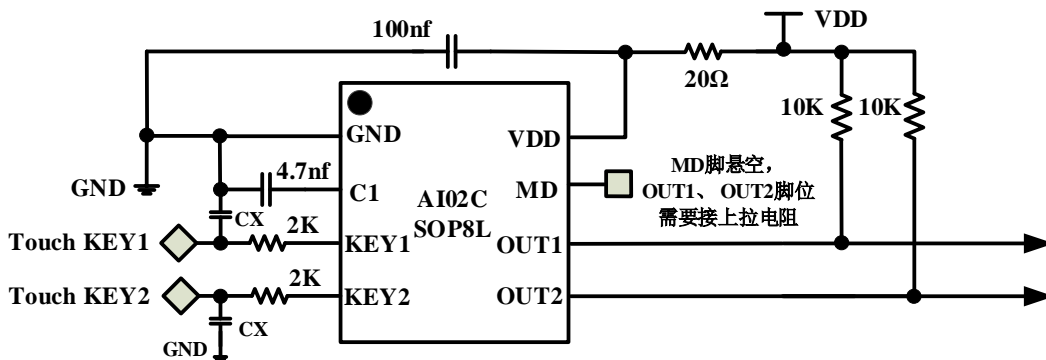 100nf
VDD
20Ω
10K
10K
GND
VDD
GND
4.7nf
C1
MD
MD脚悬空，
OUT1、OUT2脚位
需要接上拉电阻
AI02C
SOP8L
CX
2K
Touch KEY1
KEY1
OUT1
2K
Touch KEY2
KEY2
OUT2
CX
GND